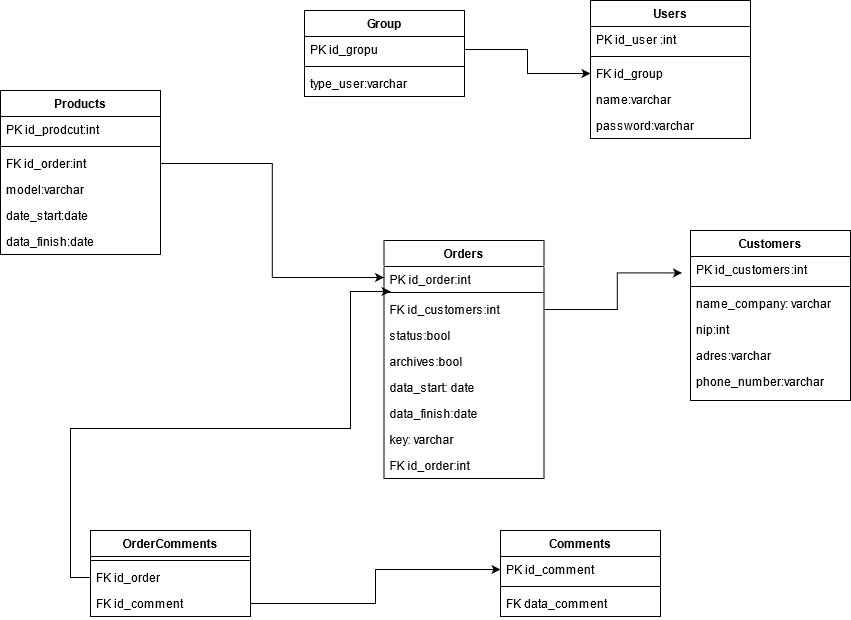 Group
PK id_gropu
type_user:varchar
Users
PK id_user :int
FK id_group
name:varchar
password:varchar
Products
PK id_prodcut:int
FK id_order:int
model:varchar
date_start:date
data_finish:date
Orders
PK id_order:int
FK id_customers:int
status:bool
archives:bool
data_start: date
data_finish:date
key: varchar
FK id_order:int
Customers
PK id_customers:int
name_company: varchar
nip:int
adres:varchar
phone_number:varchar
OrderComments
FK id_order
FK id_comment
Comments
PK id_comment
FK data_comment